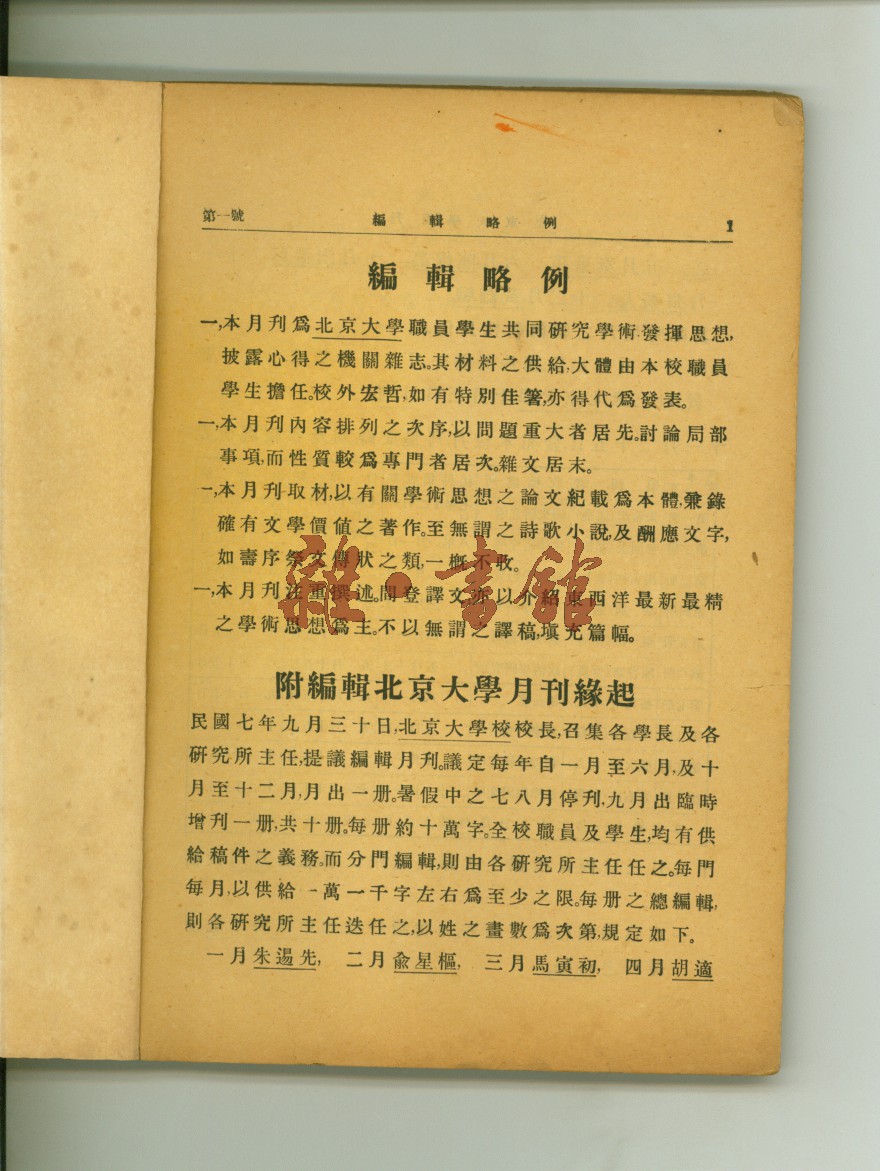 第一號 編輯略例 1
編輯略例
一,本月刊爲北京大學職員學生共同研究學術,發揮思想,
披露心得之機關雜志。其材料之供給,大體由本校職員
學生擔任。校外宏哲,如有特別佳箸,亦得代爲發表。
一,本月刊內容排列之次序,以問題重大者居先。討論局部
事項,而性質較爲專門者居次。雜文居末。
一,本月刊取材,以有關學術思想之論文紀載爲本體,兼錄
確有文學價値之著作。至無謂之詩歌小說,及酬應文字,
如壽序祭文傳狀之類,一概不收。
一,本月刊注重撰述。間登譯文,亦以介紹東西洋最新最精
之學術思想爲主。不以無謂之譯稿,塡充篇幅。
雜·書館
附編輯北京大學月刊緣起
民國七年九月三十日,北京大學校校長,召集各學長及各
硏究所主任,提議編輯月刊。議定每年自一月至六月,及十
月至十二月,月出一册。暑假中之七八月停刊,九月出臨時
增刊一册,共十册。每册約十萬字。全校職員及學生,均有供
給稿件之義務。而分門編輯,則由各硏究所主任任之。每門
每月,以供給一萬一千字左右爲至少之限。每册之總編輯,
則各硏究所主任迭任之,以姓之畫數爲次第,規定如下。
一月朱逷先, 二月兪星樞, 三月馬寅初, 四月胡適